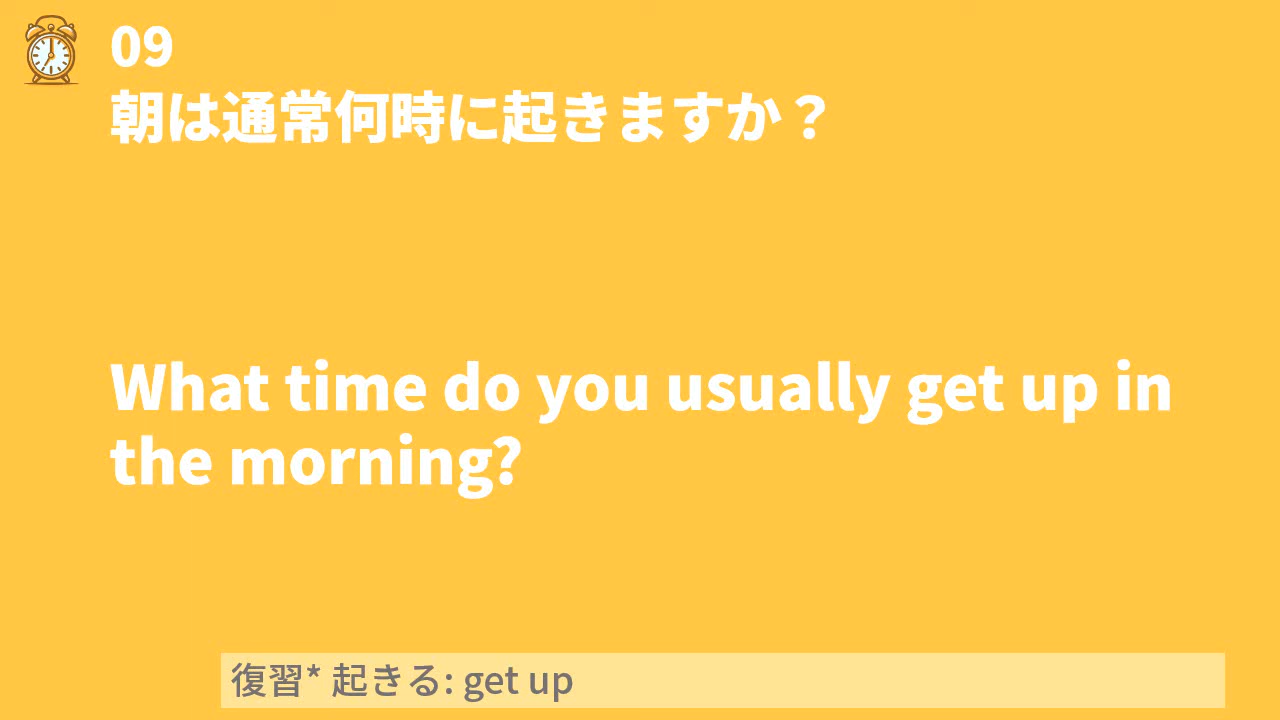 09
朝は通常何時に起きますか？
What time do you usually get up in
the morning?
復習* 起きる: get up